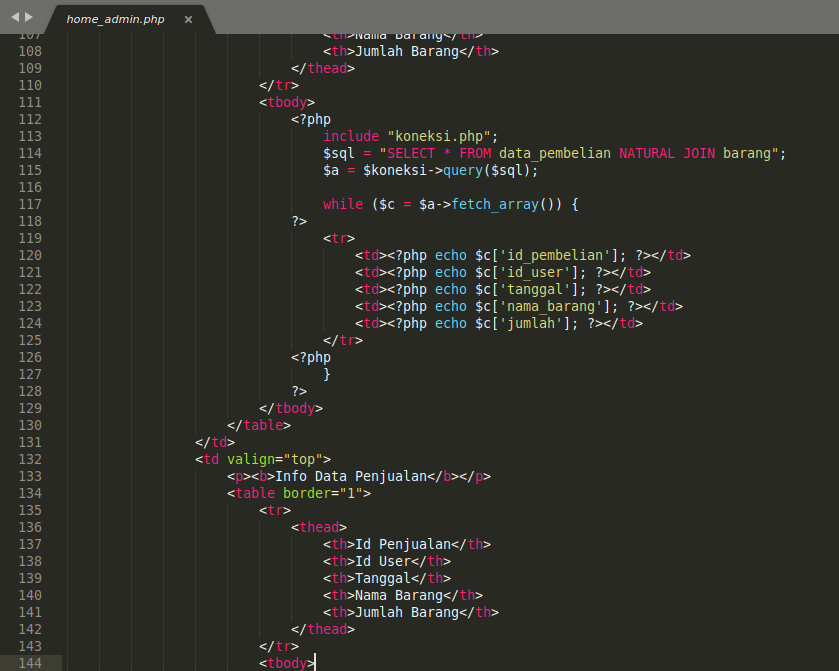 home_admin.php ×
107 <th>Nama Barang</th>
108 <th>Jumlah Barang</th>
109 </thead>
110 </tr>
111 <tbody>
112 <?php
113 include "koneksi.php";
114 $sql = "SELECT * FROM data_pembelian NATURAL JOIN barang";
115 $a = $koneksi->query($sql);
116
117 while ($c = $a->fetch_array()) {
118 ?>
119 <tr>
120 <td><?php echo $c['id_pembelian']; ?></td>
121 <td><?php echo $c['id_user']; ?></td>
122 <td><?php echo $c['tanggal']; ?></td>
123 <td><?php echo $c['nama_barang']; ?></td>
124 <td><?php echo $c['jumlah']; ?></td>
125 </tr>
126 <?php
127 }
128 ?>
129 </tbody>
130 </table>
131 </td>
132 <td valign="top">
133 <p><b>Info Data Penjualan</b></p>
134 <table border="1">
135 <tr>
136 <thead>
137 <th>Id Penjualan</th>
138 <th>Id User</th>
139 <th>Tanggal</th>
140 <th>Nama Barang</th>
141 <th>Jumlah Barang</th>
142 </thead>
143 </tr>
144 <tbody>